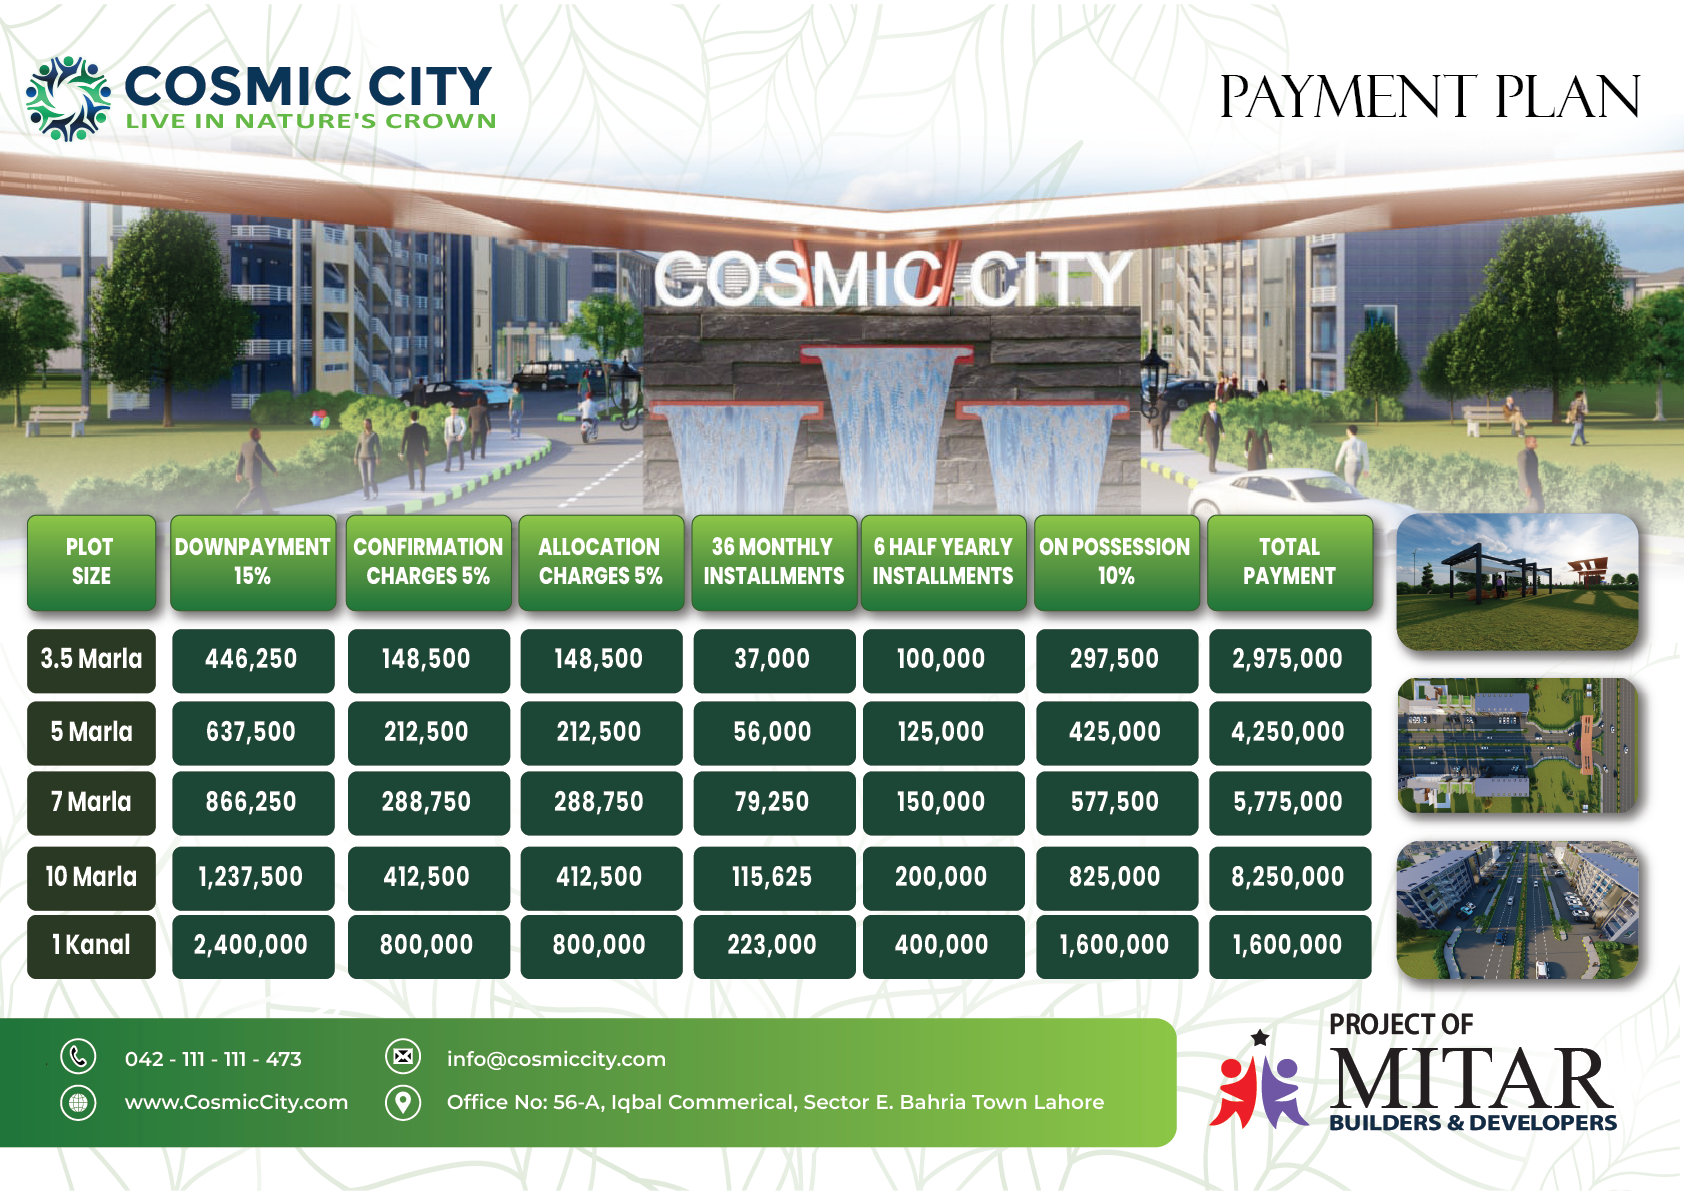 COSMIC CITY
LIVE IN NATURE'S CROWN
PAYMENT PLAN
COSMIC CITY
PLOT SIZE | DOWNPAYMENT 15% | CONFIRMATION CHARGES 5% | ALLOCATION CHARGES 5% | 36 MONTHLY INSTALLMENTS | 6 HALF YEARLY INSTALLMENTS | ON POSSESSION 10% | TOTAL PAYMENT
3.5 Marla | 446,250 | 148,500 | 148,500 | 37,000 | 100,000 | 297,500 | 2,975,000
5 Marla | 637,500 | 212,500 | 212,500 | 56,000 | 125,000 | 425,000 | 4,250,000
7 Marla | 866,250 | 288,750 | 288,750 | 79,250 | 150,000 | 577,500 | 5,775,000
10 Marla | 1,237,500 | 412,500 | 412,500 | 115,625 | 200,000 | 825,000 | 8,250,000
1 Kanal | 2,400,000 | 800,000 | 800,000 | 223,000 | 400,000 | 1,600,000 | 1,600,000
042 - 111 - 111 - 473
info@cosmiccity.com
www.CosmicCity.com
Office No: 56-A, Iqbal Commerical, Sector E. Bahria Town Lahore
PROJECT OF
MITAR
BUILDERS & DEVELOPERS